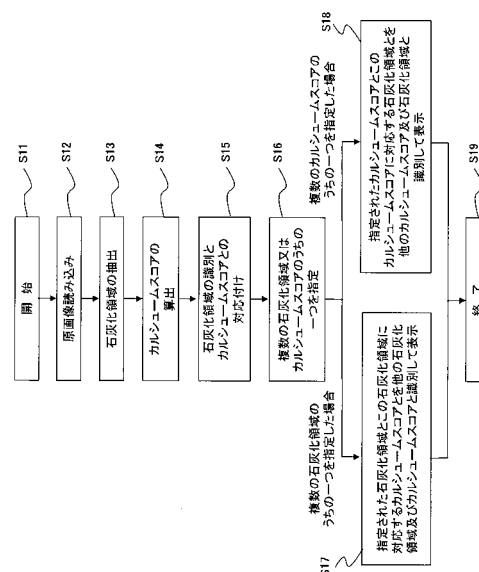 S11
開始
S12
原画像読み込み
S13
石灰化領域の抽出
S14
カルシュームスコアの
算出
S15
石灰化領域の識別と
カルシュームスコアとの
対応付け
S16
複数の石灰化領域又は
カルシュームスコアのうちの
一つを指定
複数の石灰化領域の
うちの一つを指定した場合
複数のカルシュームスコアの
うちの一つを指定した場合
S17
指定された石灰化領域とこの石灰化領域に
対応するカルシュームスコアとを他の石灰化
領域及びカルシュームスコアと識別して表示
S18
指定されたカルシュームスコアとこの
カルシュームスコアに対応する石灰化領域とを
他のカルシュームスコア及び石灰化領域と
識別して表示
S19
終了